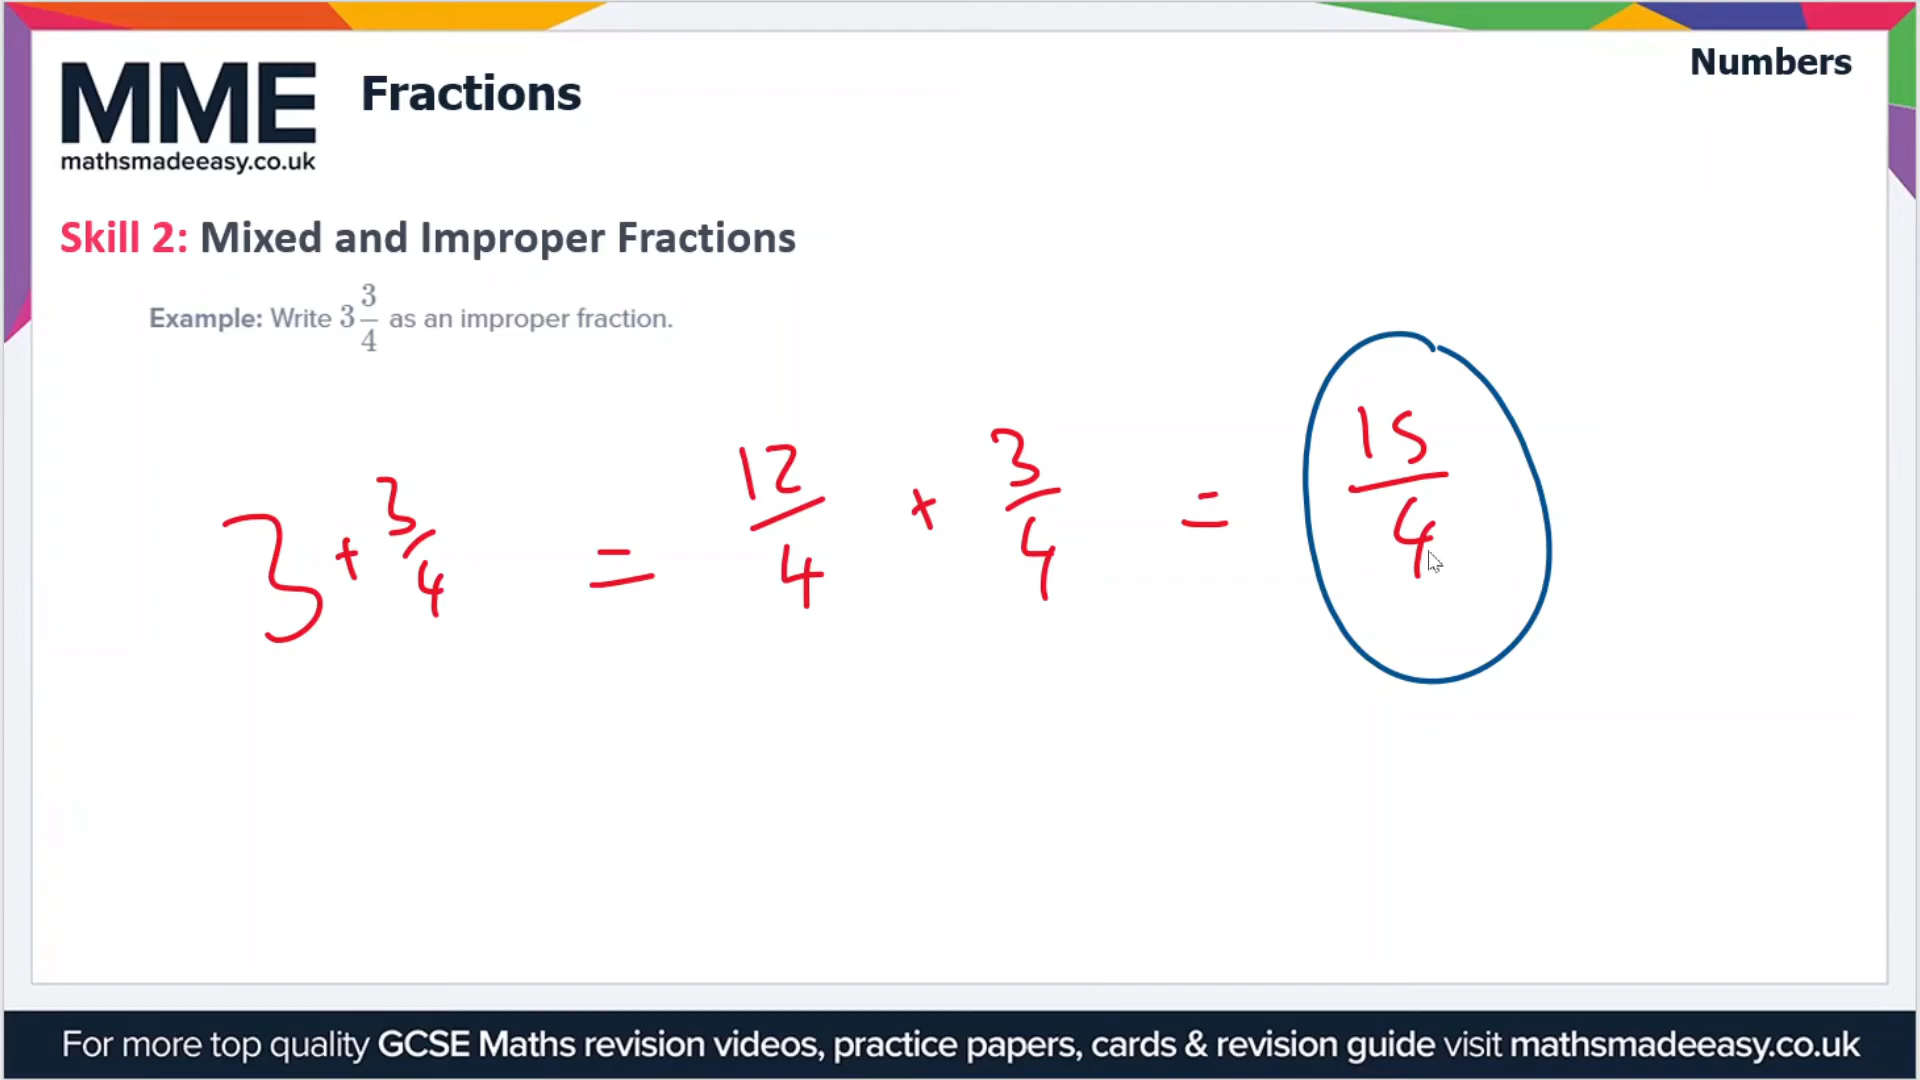 Numbers
MME
mathsmadeeasy.co.uk
Fractions
Skill 2: Mixed and Improper Fractions
Example: Write 3 3/4 as an improper fraction.
3 + 3/4 = 12/4 + 3/4 = 15/4
For more top quality GCSE Maths revision videos, practice papers, cards & revision guide visit mathsmadeeasy.co.uk